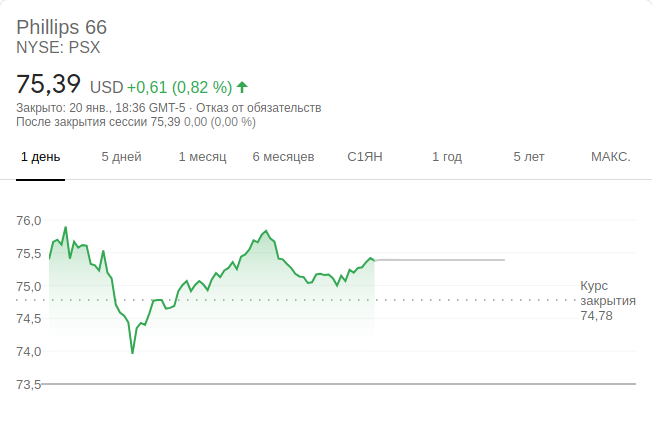 Phillips 66
NYSE: PSX
75,39 USD +0,61 (0,82 %)
Закрыто: 20 янв., 18:36 GMT-5 · Отказ от обязательств
После закрытия сессии 75,39 0,00 (0,00 %)
1 день 5 дней 1 месяц 6 месяцев С1ЯН 1 год 5 лет МАКС.
76,0
75,5
75,0
74,5
74,0
73,5
Курс
закрытия
74,78